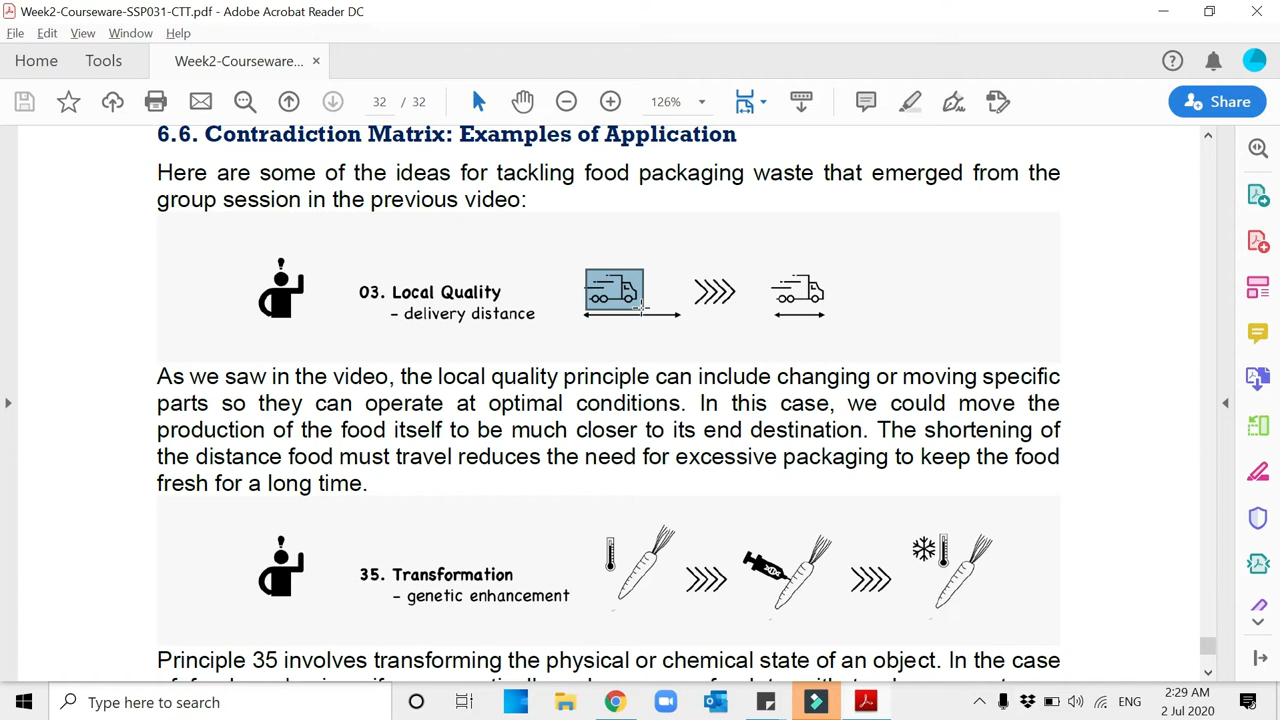 Week2-Courseware-SSP031-CTT.pdf - Adobe Acrobat Reader DC
File Edit View Window Help
Home Tools Week2-Courseware... ×
32 / 32 126% Share
6.6. Contradiction Matrix: Examples of Application
Here are some of the ideas for tackling food packaging waste that emerged from the
group session in the previous video:
03. Local Quality
- delivery distance
As we saw in the video, the local quality principle can include changing or moving specific
parts so they can operate at optimal conditions. In this case, we could move the
production of the food itself to be much closer to its end destination. The shortening of
the distance food must travel reduces the need for excessive packaging to keep the food
fresh for a long time.
35. Transformation
- genetic enhancement
Principle 35 involves transforming the physical or chemical state of an object. In the case
Type here to search
ENG
2:29 AM
2 Jul 2020